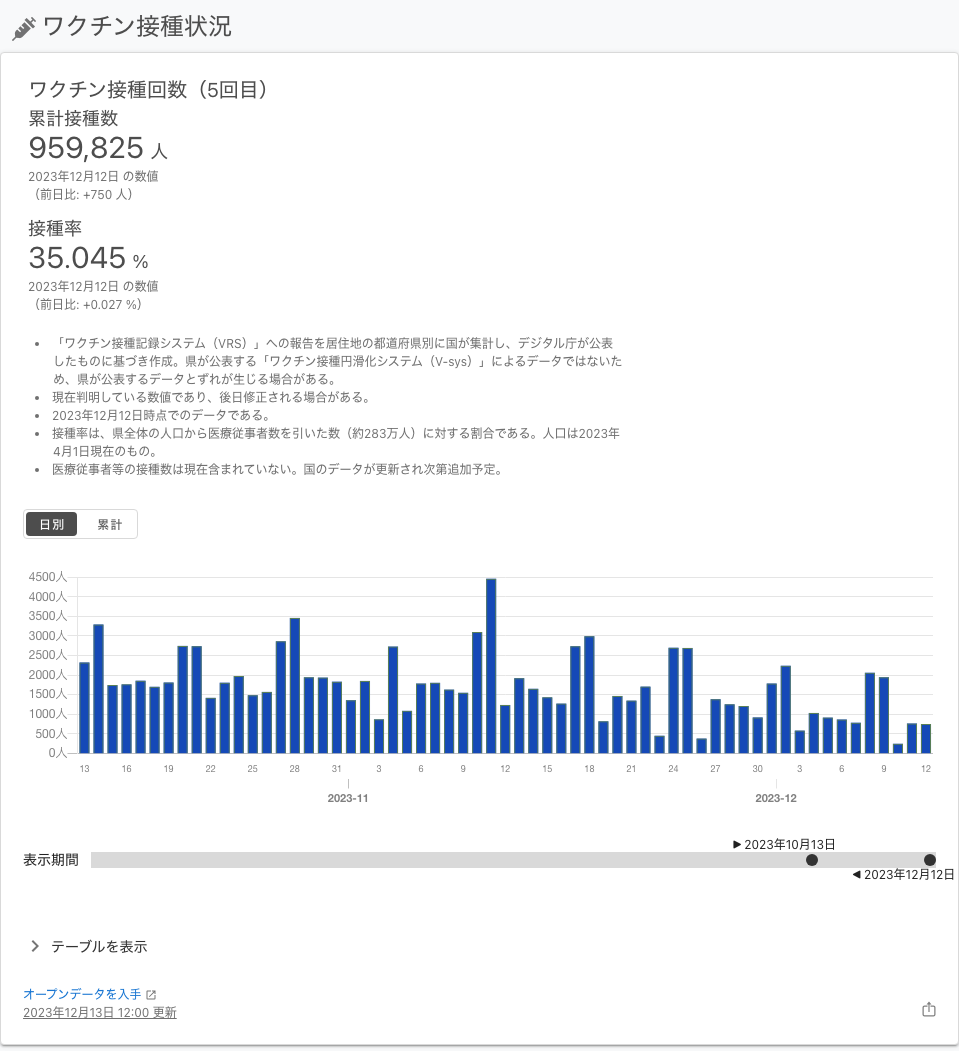 ワクチン接種状況
ワクチン接種回数（5回目）
累計接種数
959,825 人
2023年12月12日 の数値
（前日比: +750 人）
接種率
35.045 %
2023年12月12日 の数値
（前日比: +0.027 %）
• 「ワクチン接種記録システム（VRS）」への報告を居住地の都道府県別に国が集計し、デジタル庁が公表
したものに基づき作成。県が公表する「ワクチン接種円滑化システム（V-sys）」によるデータではないた
め、県が公表するデータとずれが生じる場合がある。
• 現在判明している数値であり、後日修正される場合がある。
• 2023年12月12日時点でのデータである。
• 接種率は、県全体の人口から医療従事者数を引いた数（約283万人）に対する割合である。人口は2023年
4月1日現在のもの。
• 医療従事者等の接種数は現在含まれていない。国のデータが更新され次第追加予定。
日別 累計
4500人
4000人
3500人
3000人
2500人
2000人
1500人
1000人
500人
0人
13 16 19 22 25 28 31 3 6 9 12 15 18 21 24 27 30 3 6 9 12
2023-11 2023-12
2023年10月13日
表示期間
2023年12月12日
テーブルを表示
オープンデータを入手
2023年12月13日 12:00 更新